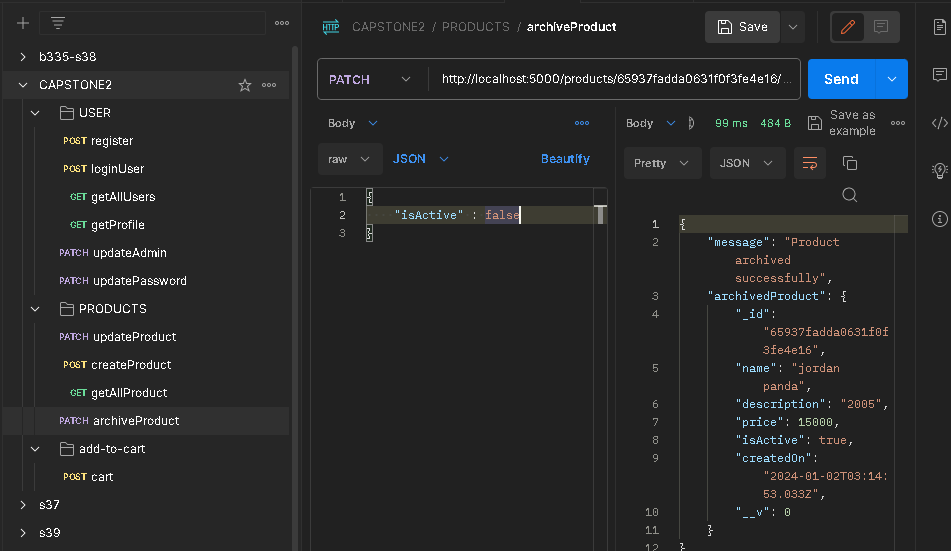 HTTP CAPSTONE2 / PRODUCTS / archiveProduct Save
b335-s38
CAPSTONE2
USER
POST register
POST loginUser
GET getAllUsers
GET getProfile
PATCH updateAdmin
PATCH updatePassword
PRODUCTS
PATCH updateProduct
POST createProduct
GET getAllProduct
PATCH archiveProduct
add-to-cart
POST cart
s37
s39
PATCH http://localhost:5000/products/65937fadda0631f0f3fe4e16/... Send
Body
raw JSON Beautify
1 {
2 "isActive" : false
3 }
Body 99 ms 484 B Save as example
Pretty JSON
1 {
2 "message": "Product
archived
successfully",
3 "archivedProduct": {
4 "_id":
"65937fadda0631f0f
3fe4e16",
5 "name": "jordan
panda",
6 "description": "2005",
7 "price": 15000,
8 "isActive": true,
9 "createdOn":
"2024-01-02T03:14:
53.033Z",
10 "__v": 0
11 }
12 }